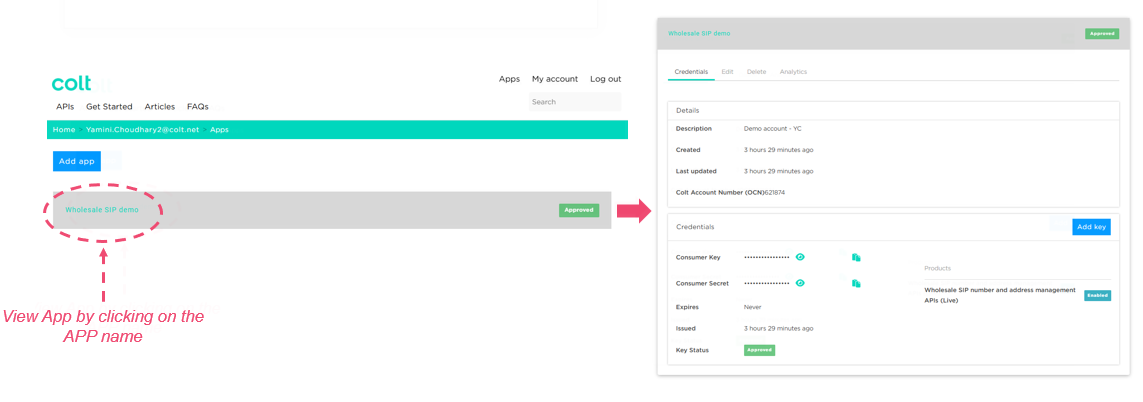 colt
Apps My account Log out
APIs Get Started Articles FAQs
Search
Home > Yamini.Choudhary2@colt.net > Apps
Add app
Wholesale SIP demo
Approved
View App by clicking on the
APP name
Wholesale SIP demo
Approved
Credentials Edit Delete Analytics
Details
Description Demo account - YC
Created 3 hours 29 minutes ago
Last updated 3 hours 29 minutes ago
Colt Account Number (OCN)621874
Credentials
Add key
Consumer Key ••••••••••••••••
Consumer Secret ••••••••••••••••
Expires Never
Issued 3 hours 29 minutes ago
Key Status Approved
Products
Wholesale SIP number and address management
APIs (Live)
Enabled